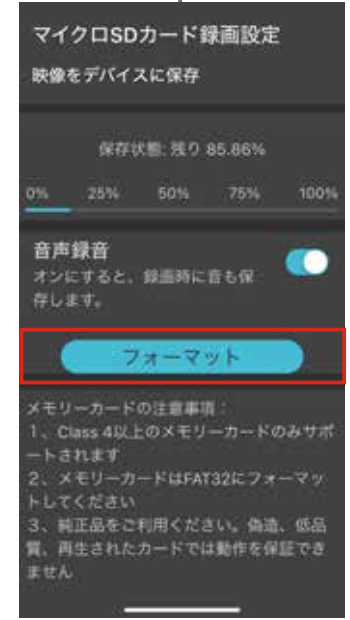 マイクロSDカード録画設定
映像をデバイスに保存
保存状態: 残り 85.86%
0% 25% 50% 75% 100%
音声録音
オンにすると、録画時に音も保
存します。
フォーマット
メモリーカードの注意事項：
1、Class 4以上のメモリーカードのみサポ
ートされます
2、メモリーカードはFAT32にフォーマッ
トしてください
3、純正品をご利用ください。偽造、低品
質、再生されたカードでは動作を保証でき
ません